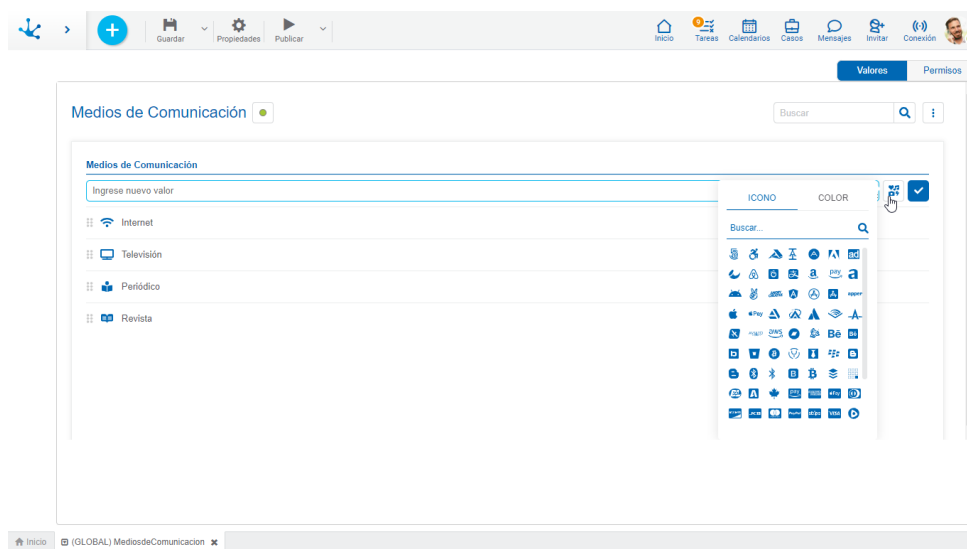 Guardar
Propiedades
Publicar
Inicio
9
Tareas
Calendarios
Casos
Mensajes
Invitar
Conexión
Valores
Permisos
Medios de Comunicación
Buscar
Medios de Comunicación
Ingrese nuevo valor
ICONO
COLOR
Buscar...
Internet
Televisión
Periódico
Revista
Inicio
(GLOBAL) MediosdeComunicacion